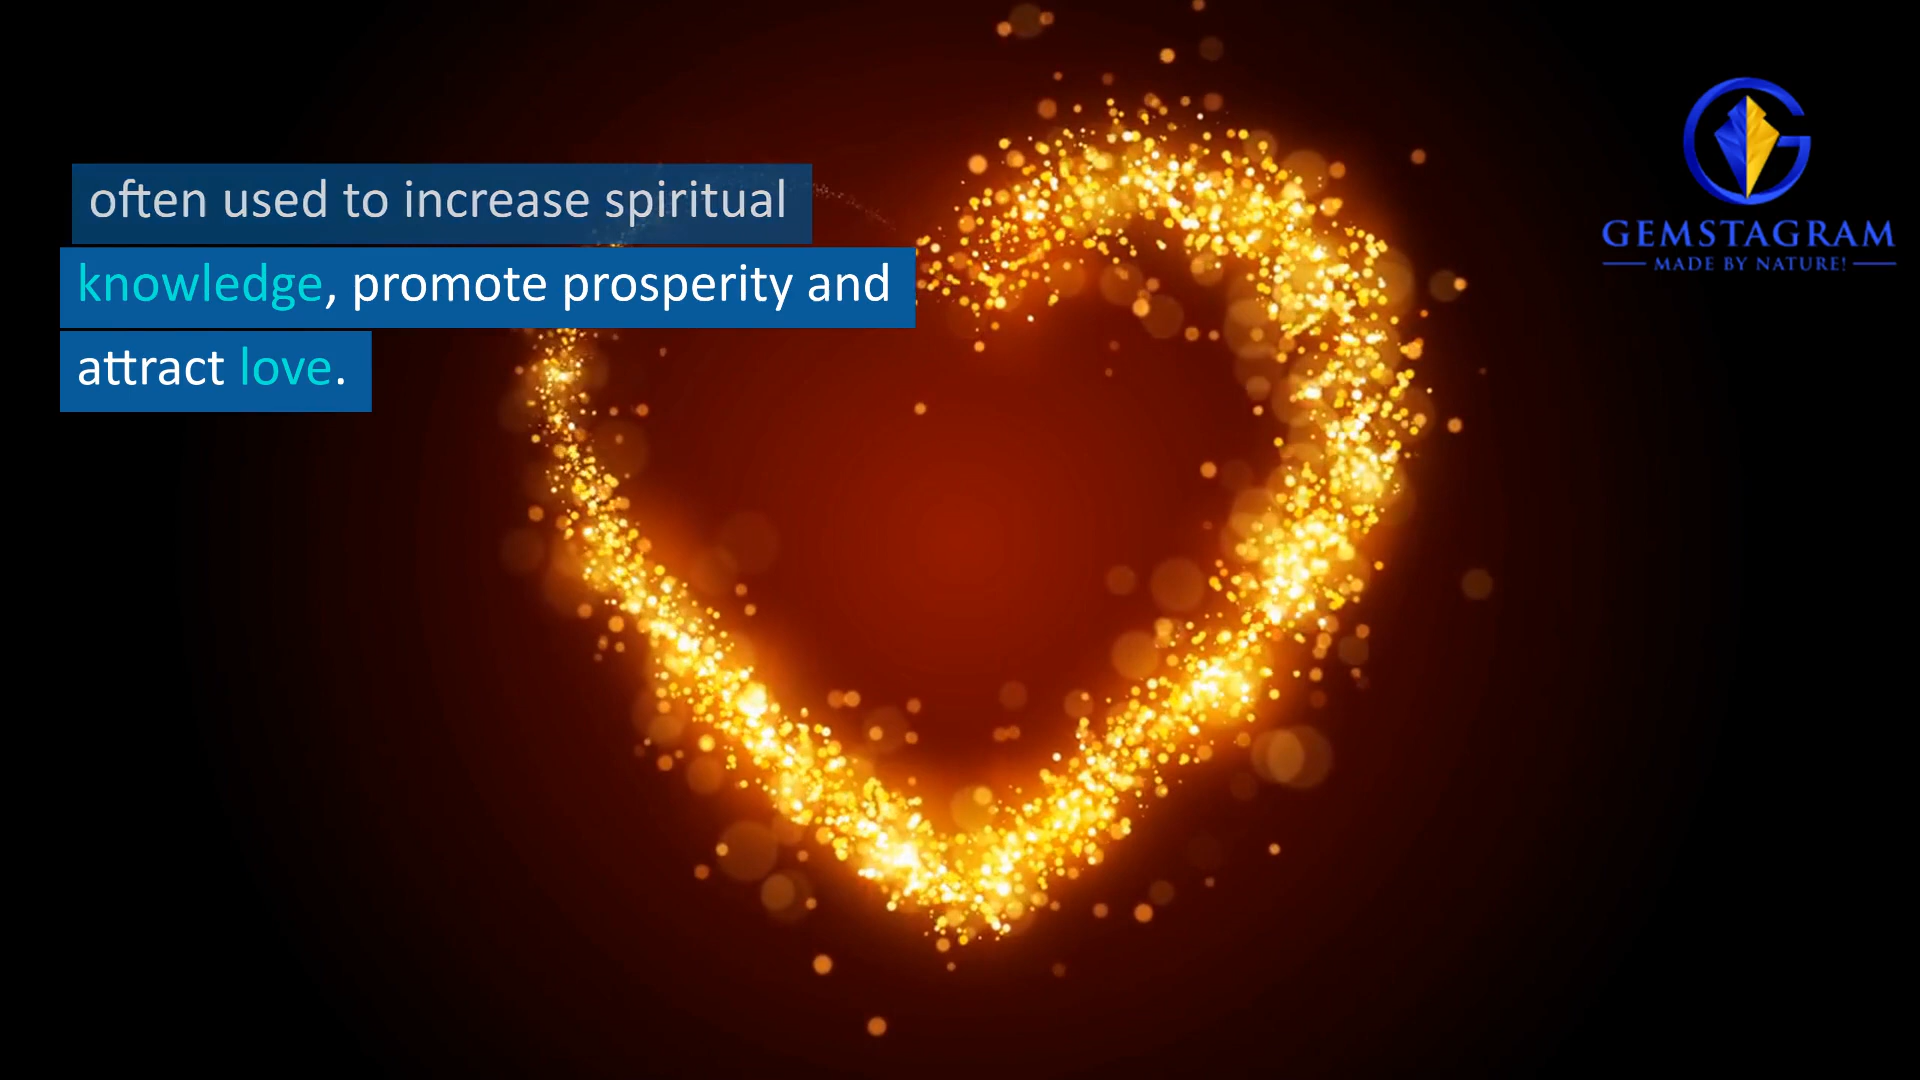 often used to increase spiritual
knowledge, promote prosperity and
attract love.
GEMSTAGRAM
MADE BY NATURE!